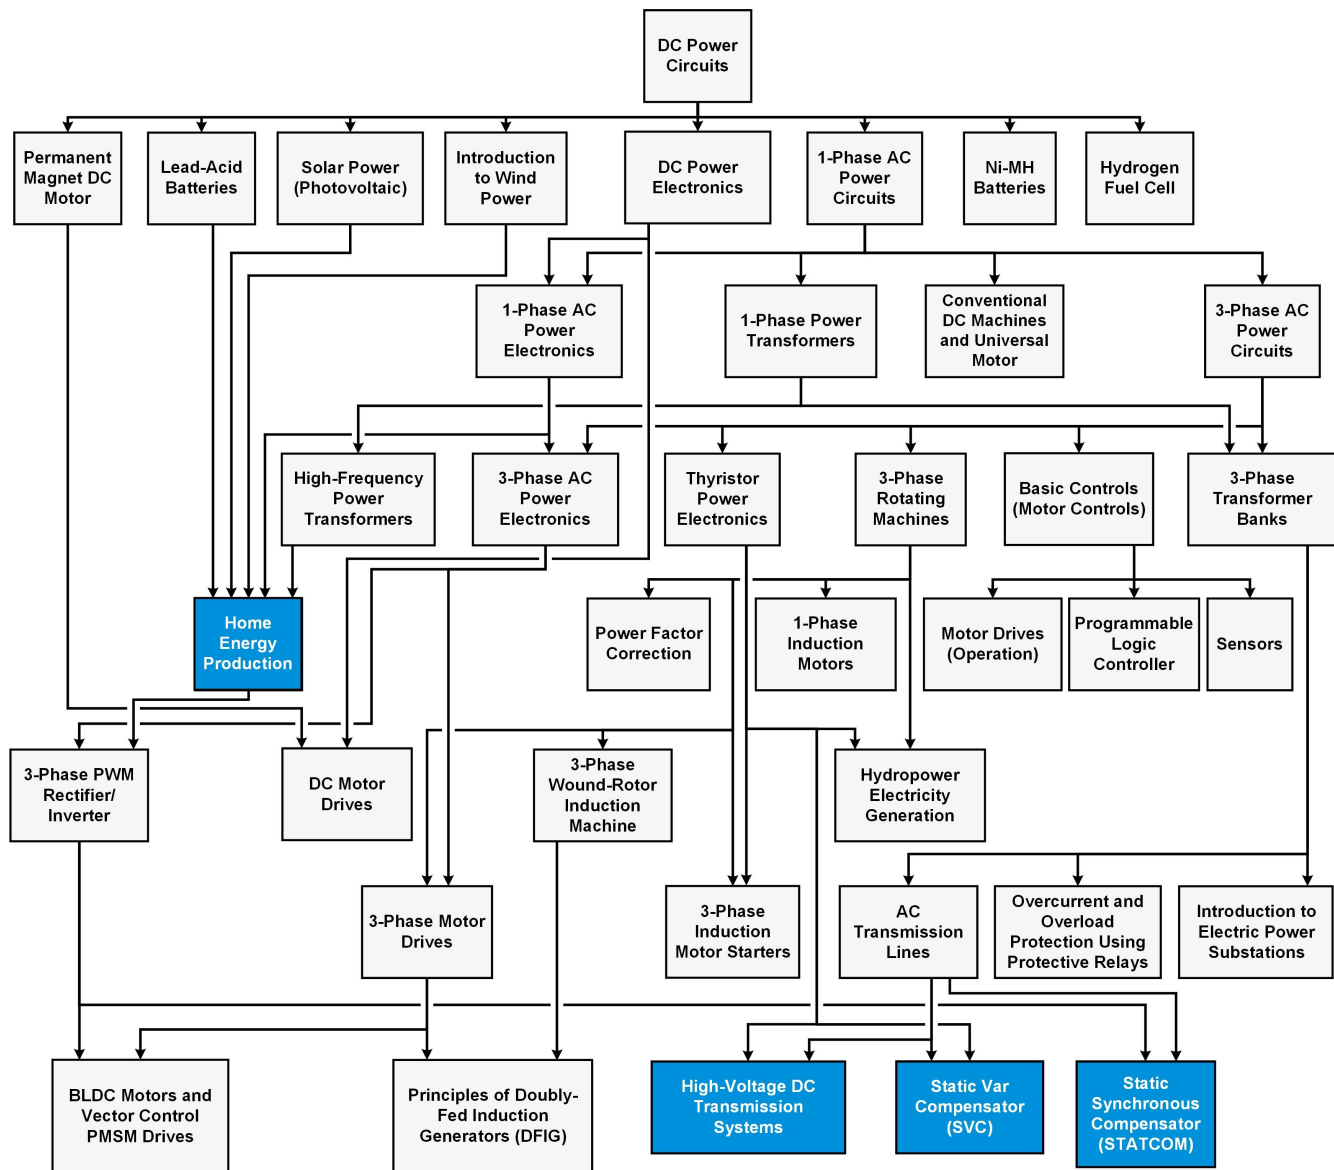 DC Power
Circuits
Permanent
Magnet DC
Motor
Lead-Acid
Batteries
Solar Power
(Photovoltaic)
Introduction
to Wind
Power
DC Power
Electronics
1-Phase AC
Power
Circuits
Ni-MH
Batteries
Hydrogen
Fuel Cell
1-Phase AC
Power
Electronics
1-Phase Power
Transformers
Conventional
DC Machines
and Universal
Motor
3-Phase AC
Power
Circuits
High-Frequency
Power
Transformers
3-Phase AC
Power
Electronics
Thyristor
Power
Electronics
3-Phase
Rotating
Machines
Basic Controls
(Motor Controls)
3-Phase
Transformer
Banks
Home
Energy
Production
Power Factor
Correction
1-Phase
Induction
Motors
Motor Drives
(Operation)
Programmable
Logic
Controller
Sensors
3-Phase PWM
Rectifier/
Inverter
DC Motor
Drives
3-Phase
Wound-Rotor
Induction
Machine
Hydropower
Electricity
Generation
3-Phase Motor
Drives
3-Phase
Induction
Motor Starters
AC
Transmission
Lines
Overcurrent and
Overload
Protection Using
Protective Relays
Introduction to
Electric Power
Substations
BLDC Motors and
Vector Control
PMSM Drives
Principles of Doubly-
Fed Induction
Generators (DFIG)
High-Voltage DC
Transmission
Systems
Static Var
Compensator
(SVC)
Static
Synchronous
Compensator
(STATCOM)